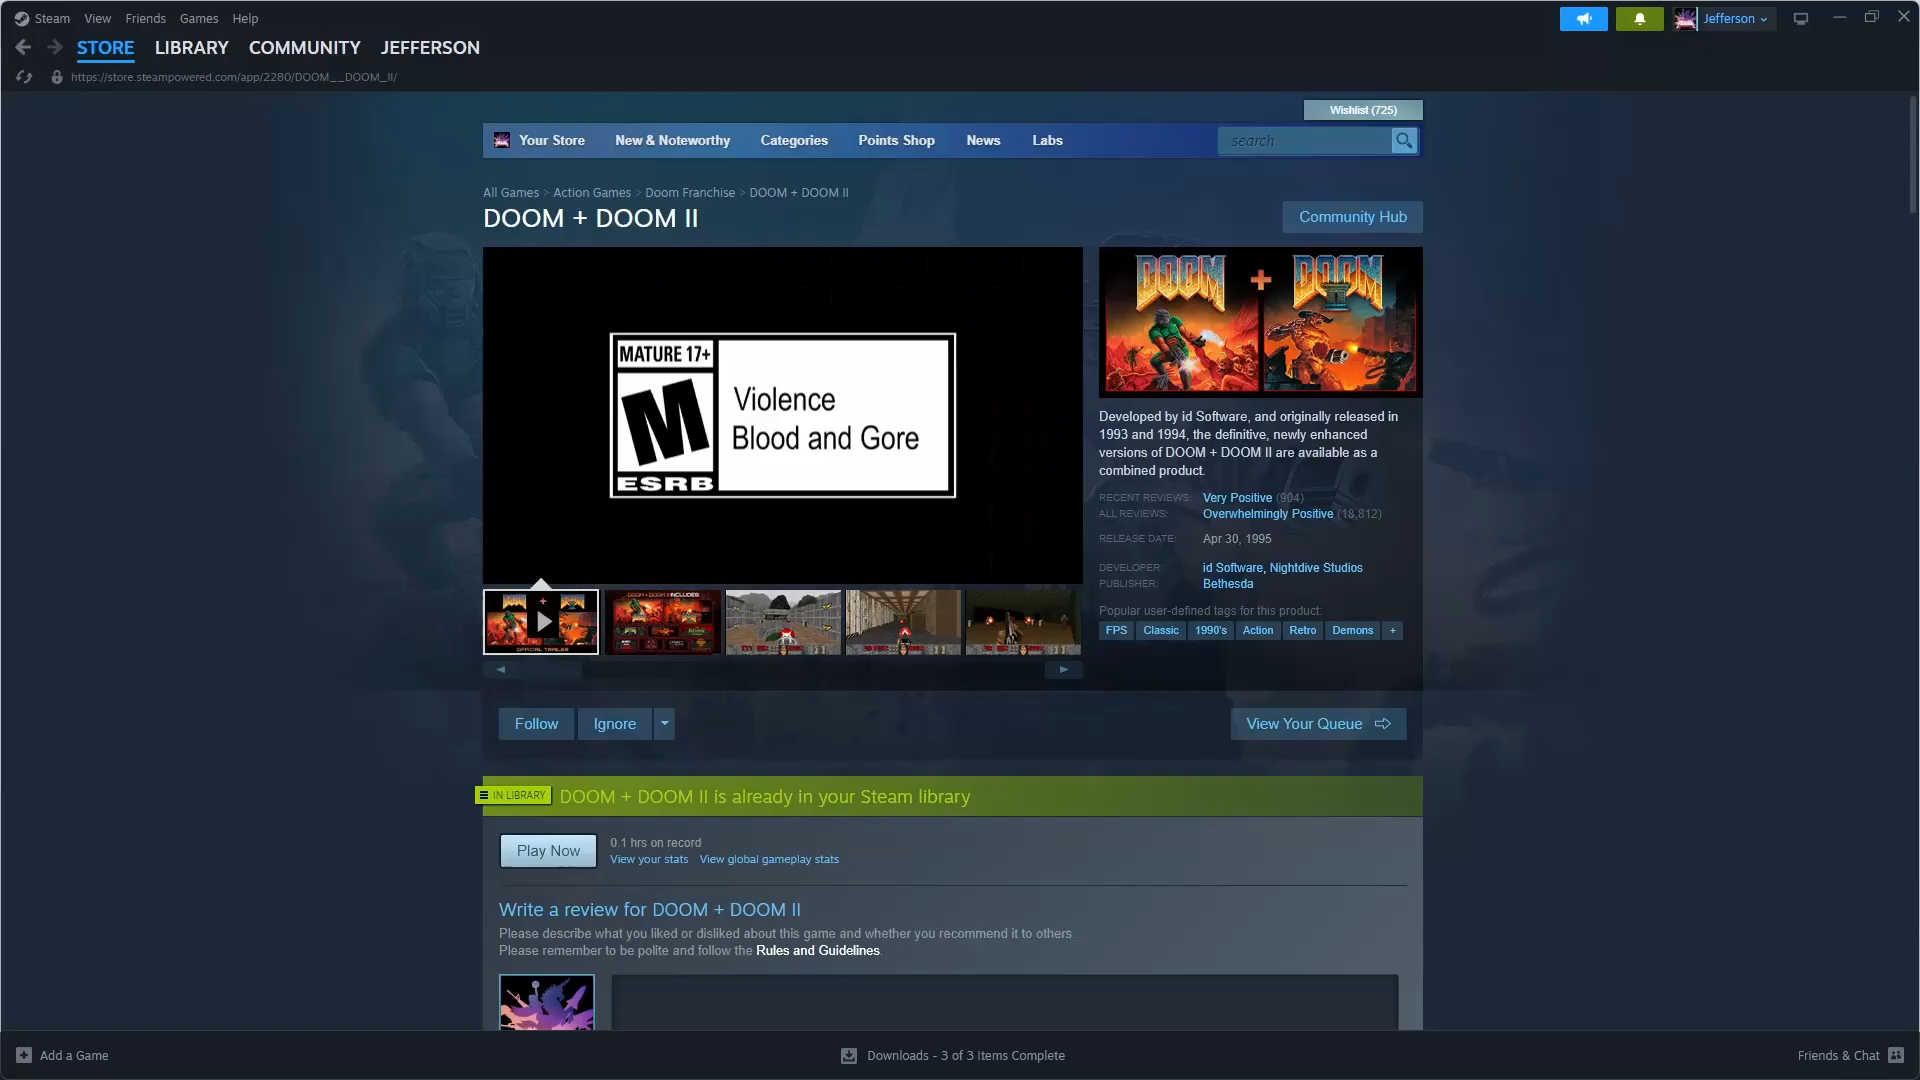 Steam View Friends Games Help
Jefferson
STORE LIBRARY COMMUNITY JEFFERSON
https://store.steampowered.com/app/2280/DOOM__DOOM_II/
Wishlist (725)
Your Store New & Noteworthy Categories Points Shop News Labs search
All Games > Action Games > Doom Franchise > DOOM + DOOM II
DOOM + DOOM II
Community Hub
MATURE 17+
M
ESRB
Violence
Blood and Gore
DOOM + DOOM II
Developed by id Software, and originally released in
1993 and 1994, the definitive, newly enhanced
versions of DOOM + DOOM II are available as a
combined product.
RECENT REVIEWS: Very Positive (904)
ALL REVIEWS: Overwhelmingly Positive (18,812)
RELEASE DATE: Apr 30, 1995
DEVELOPER: id Software, Nightdive Studios
PUBLISHER: Bethesda
Popular user-defined tags for this product:
FPS Classic 1990's Action Retro Demons +
OFFICIAL TRAILER
DOOM + DOOM II INCLUDES
Follow Ignore
View Your Queue
IN LIBRARY
DOOM + DOOM II is already in your Steam library
Play Now
0.1 hrs on record
View your stats View global gameplay stats
Write a review for DOOM + DOOM II
Please describe what you liked or disliked about this game and whether you recommend it to others.
Please remember to be polite and follow the Rules and Guidelines.
Add a Game
Downloads - 3 of 3 Items Complete
Friends & Chat